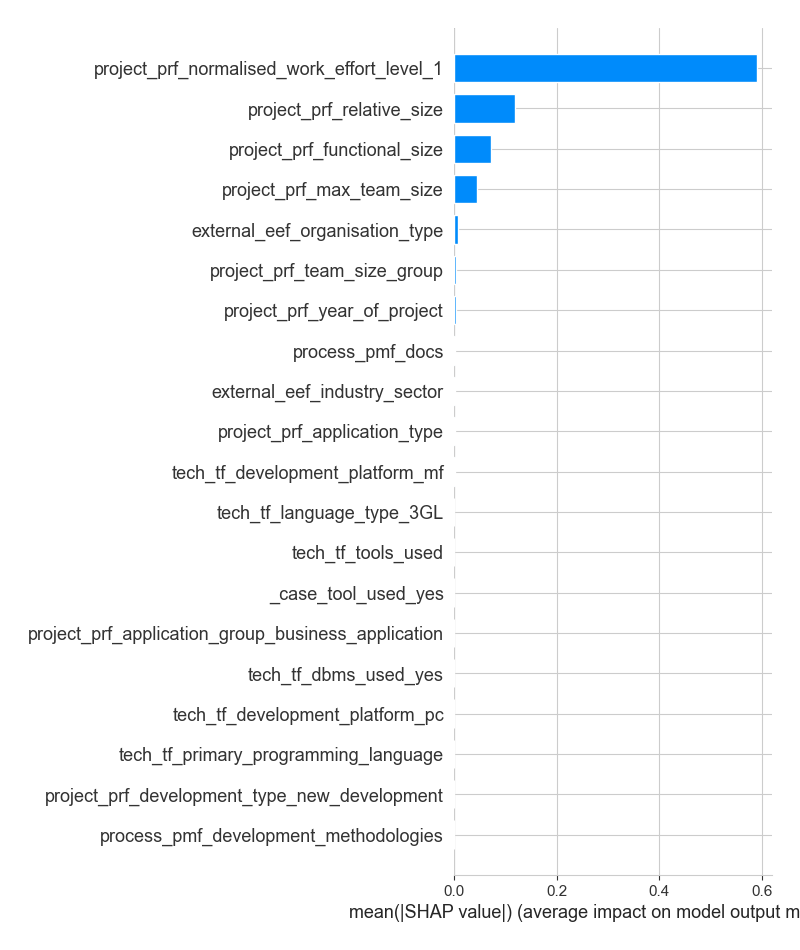 project_prf_normalised_work_effort_level_1
project_prf_relative_size
project_prf_functional_size
project_prf_max_team_size
external_eef_organisation_type
project_prf_team_size_group
project_prf_year_of_project
process_pmf_docs
external_eef_industry_sector
project_prf_application_type
tech_tf_development_platform_mf
tech_tf_language_type_3GL
tech_tf_tools_used
_case_tool_used_yes
project_prf_application_group_business_application
tech_tf_dbms_used_yes
tech_tf_development_platform_pc
tech_tf_primary_programming_language
project_prf_development_type_new_development
process_pmf_development_methodologies
0.0 0.2 0.4 0.6
mean(|SHAP value|) (average impact on model output m